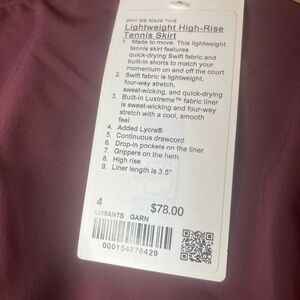 WHY WE MADE THIS
Lightweight High-Rise
Tennis Skirt
1. Made to move. This lightweight
tennis skirt features
quick-drying Swift fabric and
built-in shorts to match your
momentum on and off the court
2. Swift fabric is lightweight,
four-way stretch,
sweat-wicking, and quick-drying
3. Built-in Luxtreme™ fabric liner
is sweat-wicking and four-way
stretch with a cool, smooth
feel
4. Added Lycra®
5. Continuous drawcord
6. Drop-in pockets on the liner
7. Grippers on the hem
8. High rise
9. Liner length is 3.5"
4
$78.00
LW8ANTS GARN
000154878429